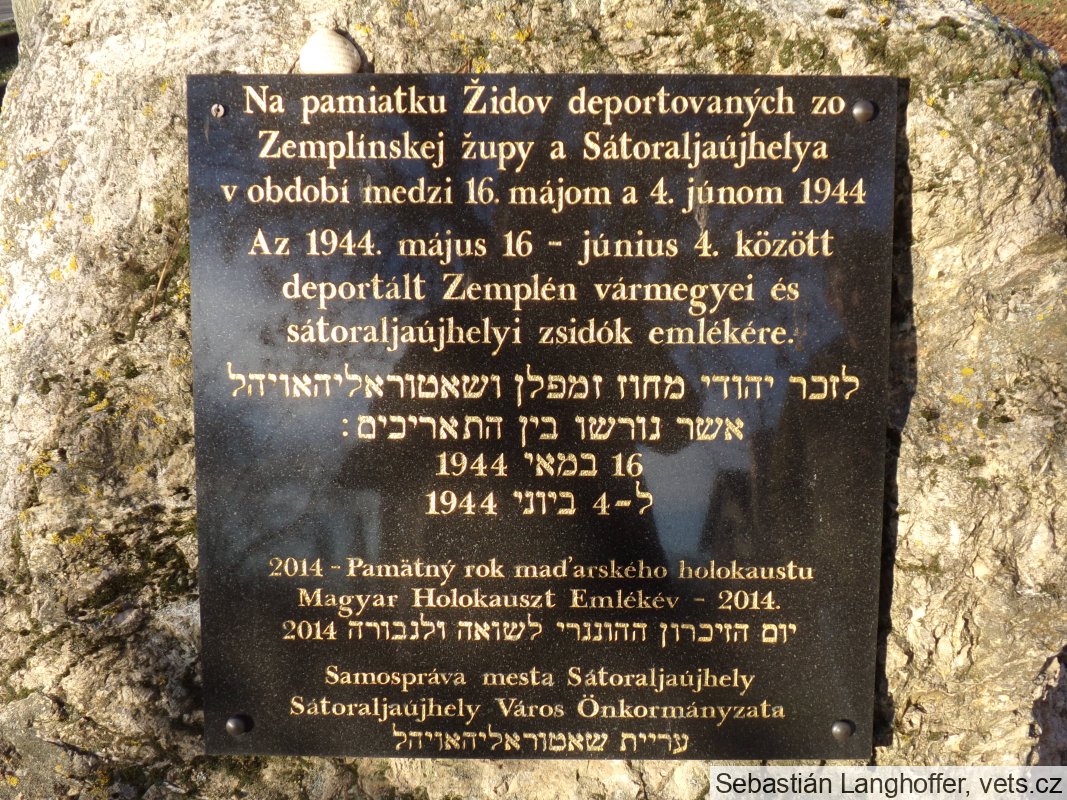 Na pamiatku Židov deportovaných zo
Zemplínskej župy a Sátoraljaújhelya
v období medzi 16. májom a 4. júnom 1944
Az 1944. május 16 - június 4. között
deportált Zemplén vármegyei és
sátoraljaújhelyi zsidók emlékére.
לזכר יהודי מחוז זמפלן ושאטוראליהאויהל
אשר גורשו בין התאריכים:
16 במאי 1944
ל-4 ביוני 1944
2014 - Pamätný rok maďarského holokaustu
Magyar Holokauszt Emlékév - 2014.
יום הזיכרון ההונגרי לשואה ולגבורה 2014
Samospráva mesta Sátoraljaújhely
Sátoraljaújhely Város Önkormányzata
עריית שאטוראליהאויהל
Sebastián Langhoffer, vets.cz